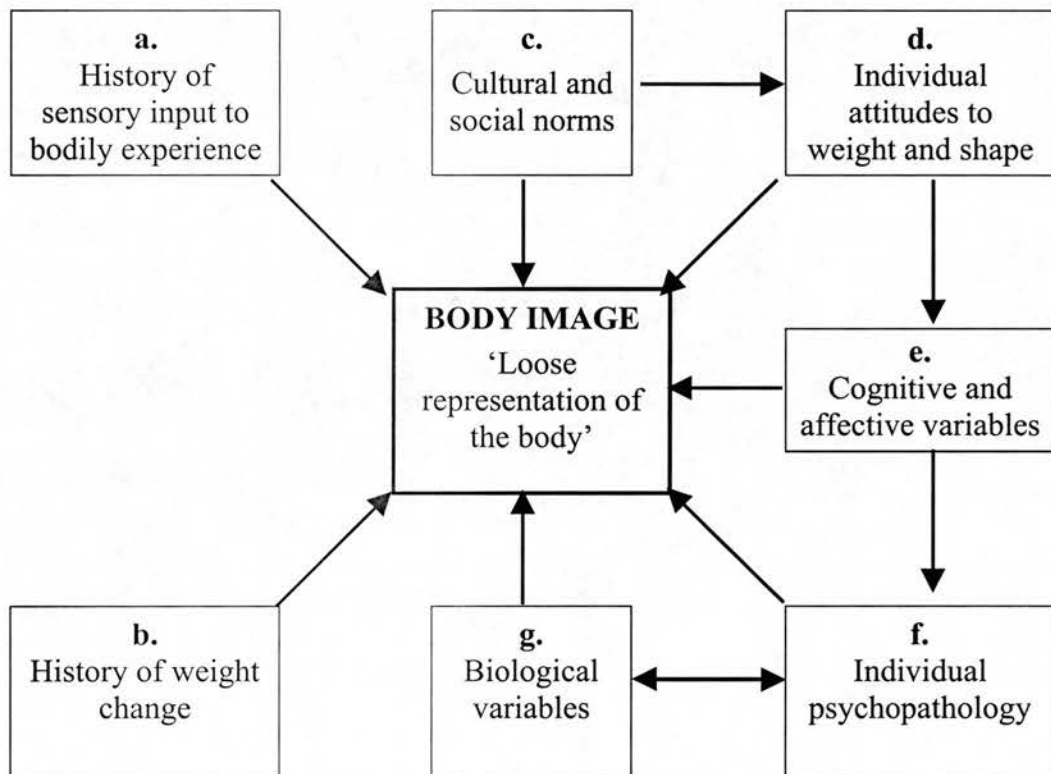 a.
History of
sensory input to
bodily experience
c.
Cultural and
social norms
d.
Individual
attitudes to
weight and shape
BODY IMAGE
‘Loose
representation of
the body’
e.
Cognitive and
affective variables
b.
History of weight
change
g.
Biological
variables
f.
Individual
psychopathology